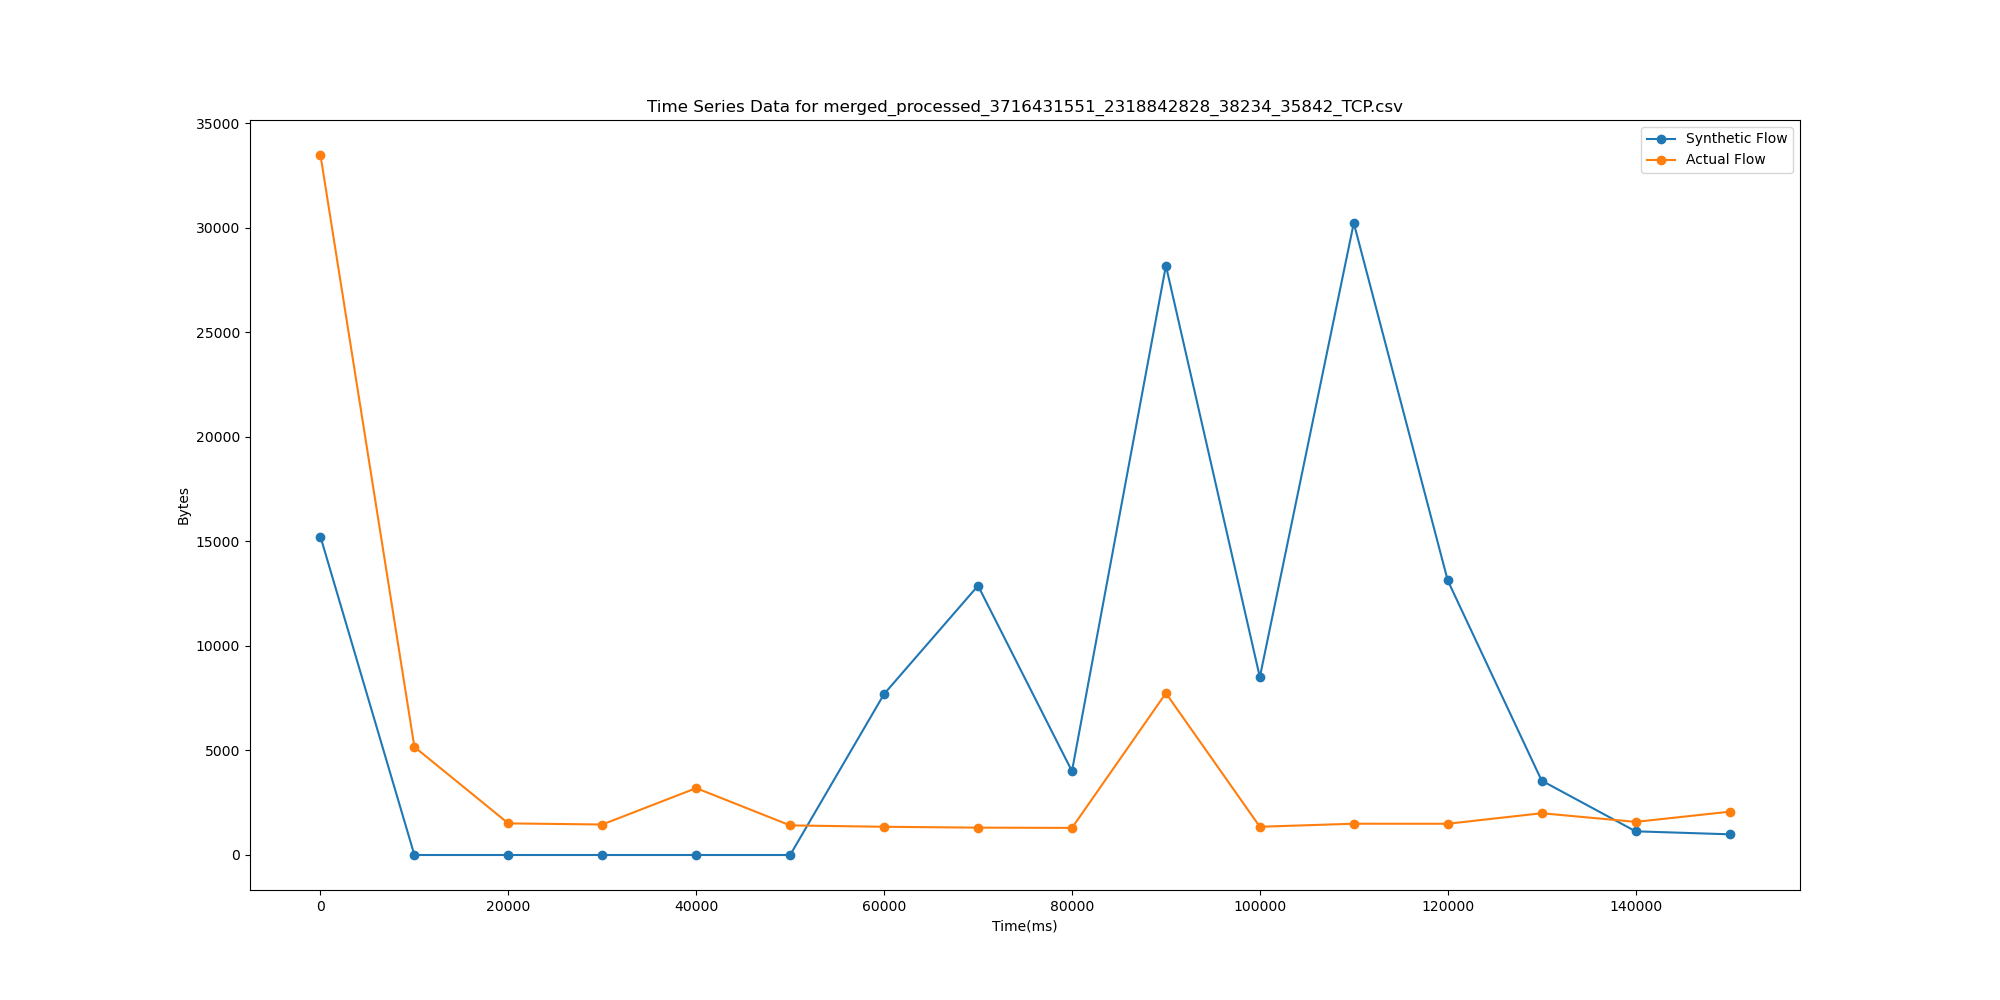 Time Series Data for merged_processed_3716431551_2318842828_38234_35842_TCP.csv
Synthetic Flow
Actual Flow
Bytes
35000
30000
25000
20000
15000
10000
5000
0
0 20000 40000 60000 80000 100000 120000 140000
Time(ms)